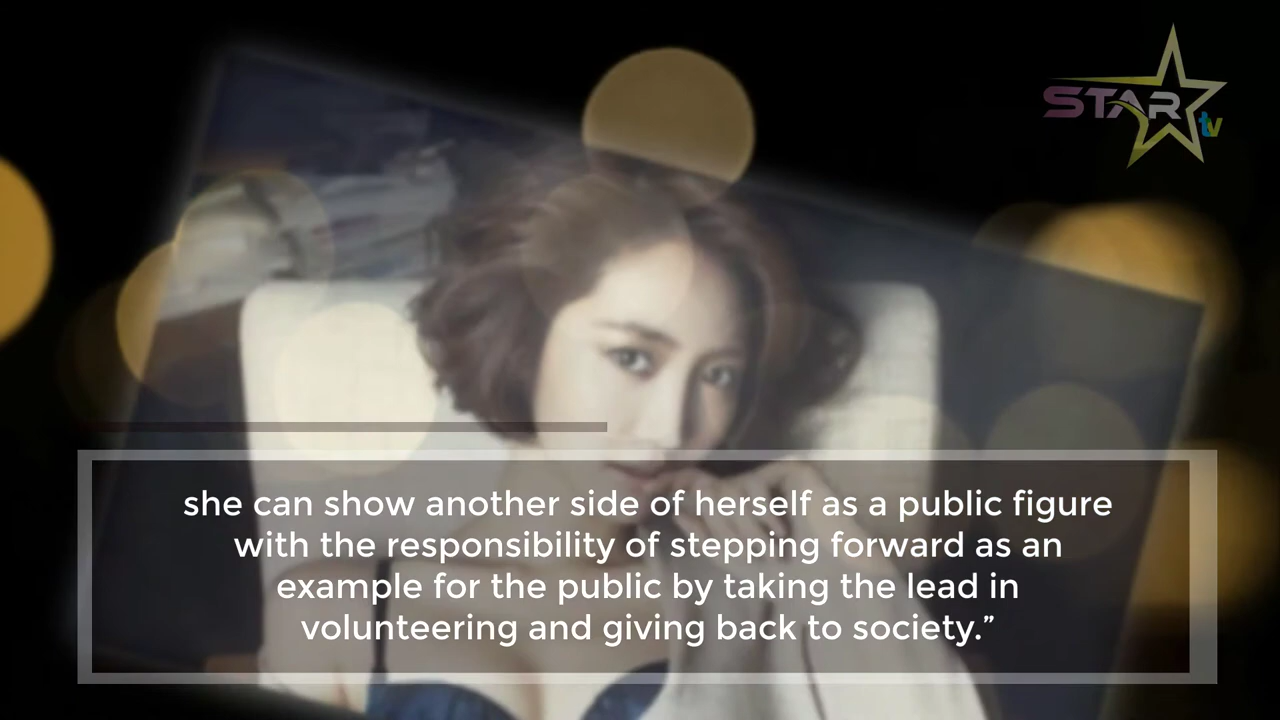 STAR
tv
she can show another side of herself as a public figure
with the responsibility of stepping forward as an
example for the public by taking the lead in
volunteering and giving back to society.”